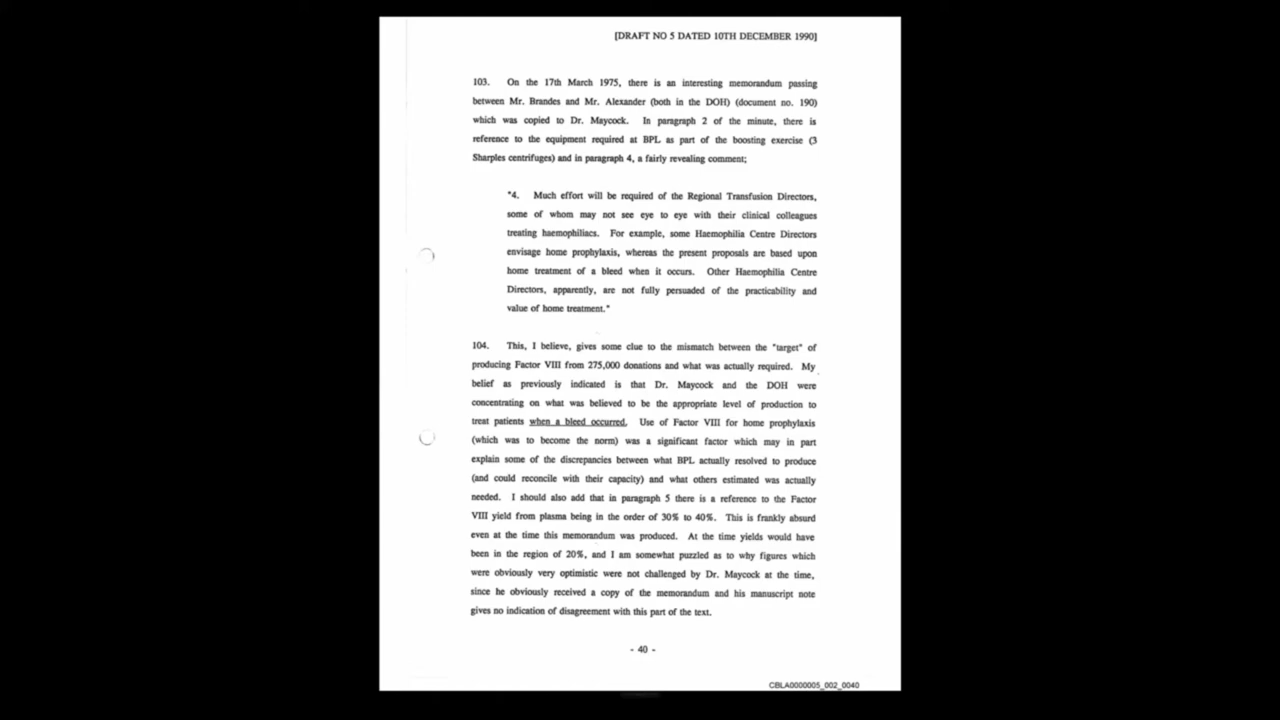 [DRAFT NO 5 DATED 10TH DECEMBER 1990]
103. On the 17th March 1975, there is an interesting memorandum passing
between Mr. Brandes and Mr. Alexander (both in the DOH) (document no. 190)
which was copied to Dr. Maycock. In paragraph 2 of the minute, there is
reference to the equipment required at BPL as part of the boosting exercise (3
Sharples centrifuges) and in paragraph 4, a fairly revealing comment;
"4. Much effort will be required of the Regional Transfusion Directors,
some of whom may not see eye to eye with their clinical colleagues
treating haemophiliacs. For example, some Haemophilia Centre Directors
envisage home prophylaxis, whereas the present proposals are based upon
home treatment of a bleed when it occurs. Other Haemophilia Centre
Directors, apparently, are not fully persuaded of the practicability and
value of home treatment."
104. This, I believe, gives some clue to the mismatch between the "target" of
producing Factor VIII from 275,000 donations and what was actually required. My
belief as previously indicated is that Dr. Maycock and the DOH were
concentrating on what was believed to be the appropriate level of production to
treat patients when a bleed occurred. Use of Factor VIII for home prophylaxis
(which was to become the norm) was a significant factor which may in part
explain some of the discrepancies between what BPL actually resolved to produce
(and could reconcile with their capacity) and what others estimated was actually
needed. I should also add that in paragraph 5 there is a reference to the Factor
VIII yield from plasma being in the order of 30% to 40%. This is frankly absurd
even at the time this memorandum was produced. At the time yields would have
been in the region of 20%, and I am somewhat puzzled as to why figures which
were obviously very optimistic were not challenged by Dr. Maycock at the time,
since he obviously received a copy of the memorandum and his manuscript note
gives no indication of disagreement with this part of the text.
- 40 -
CBLA0000005_002_0040